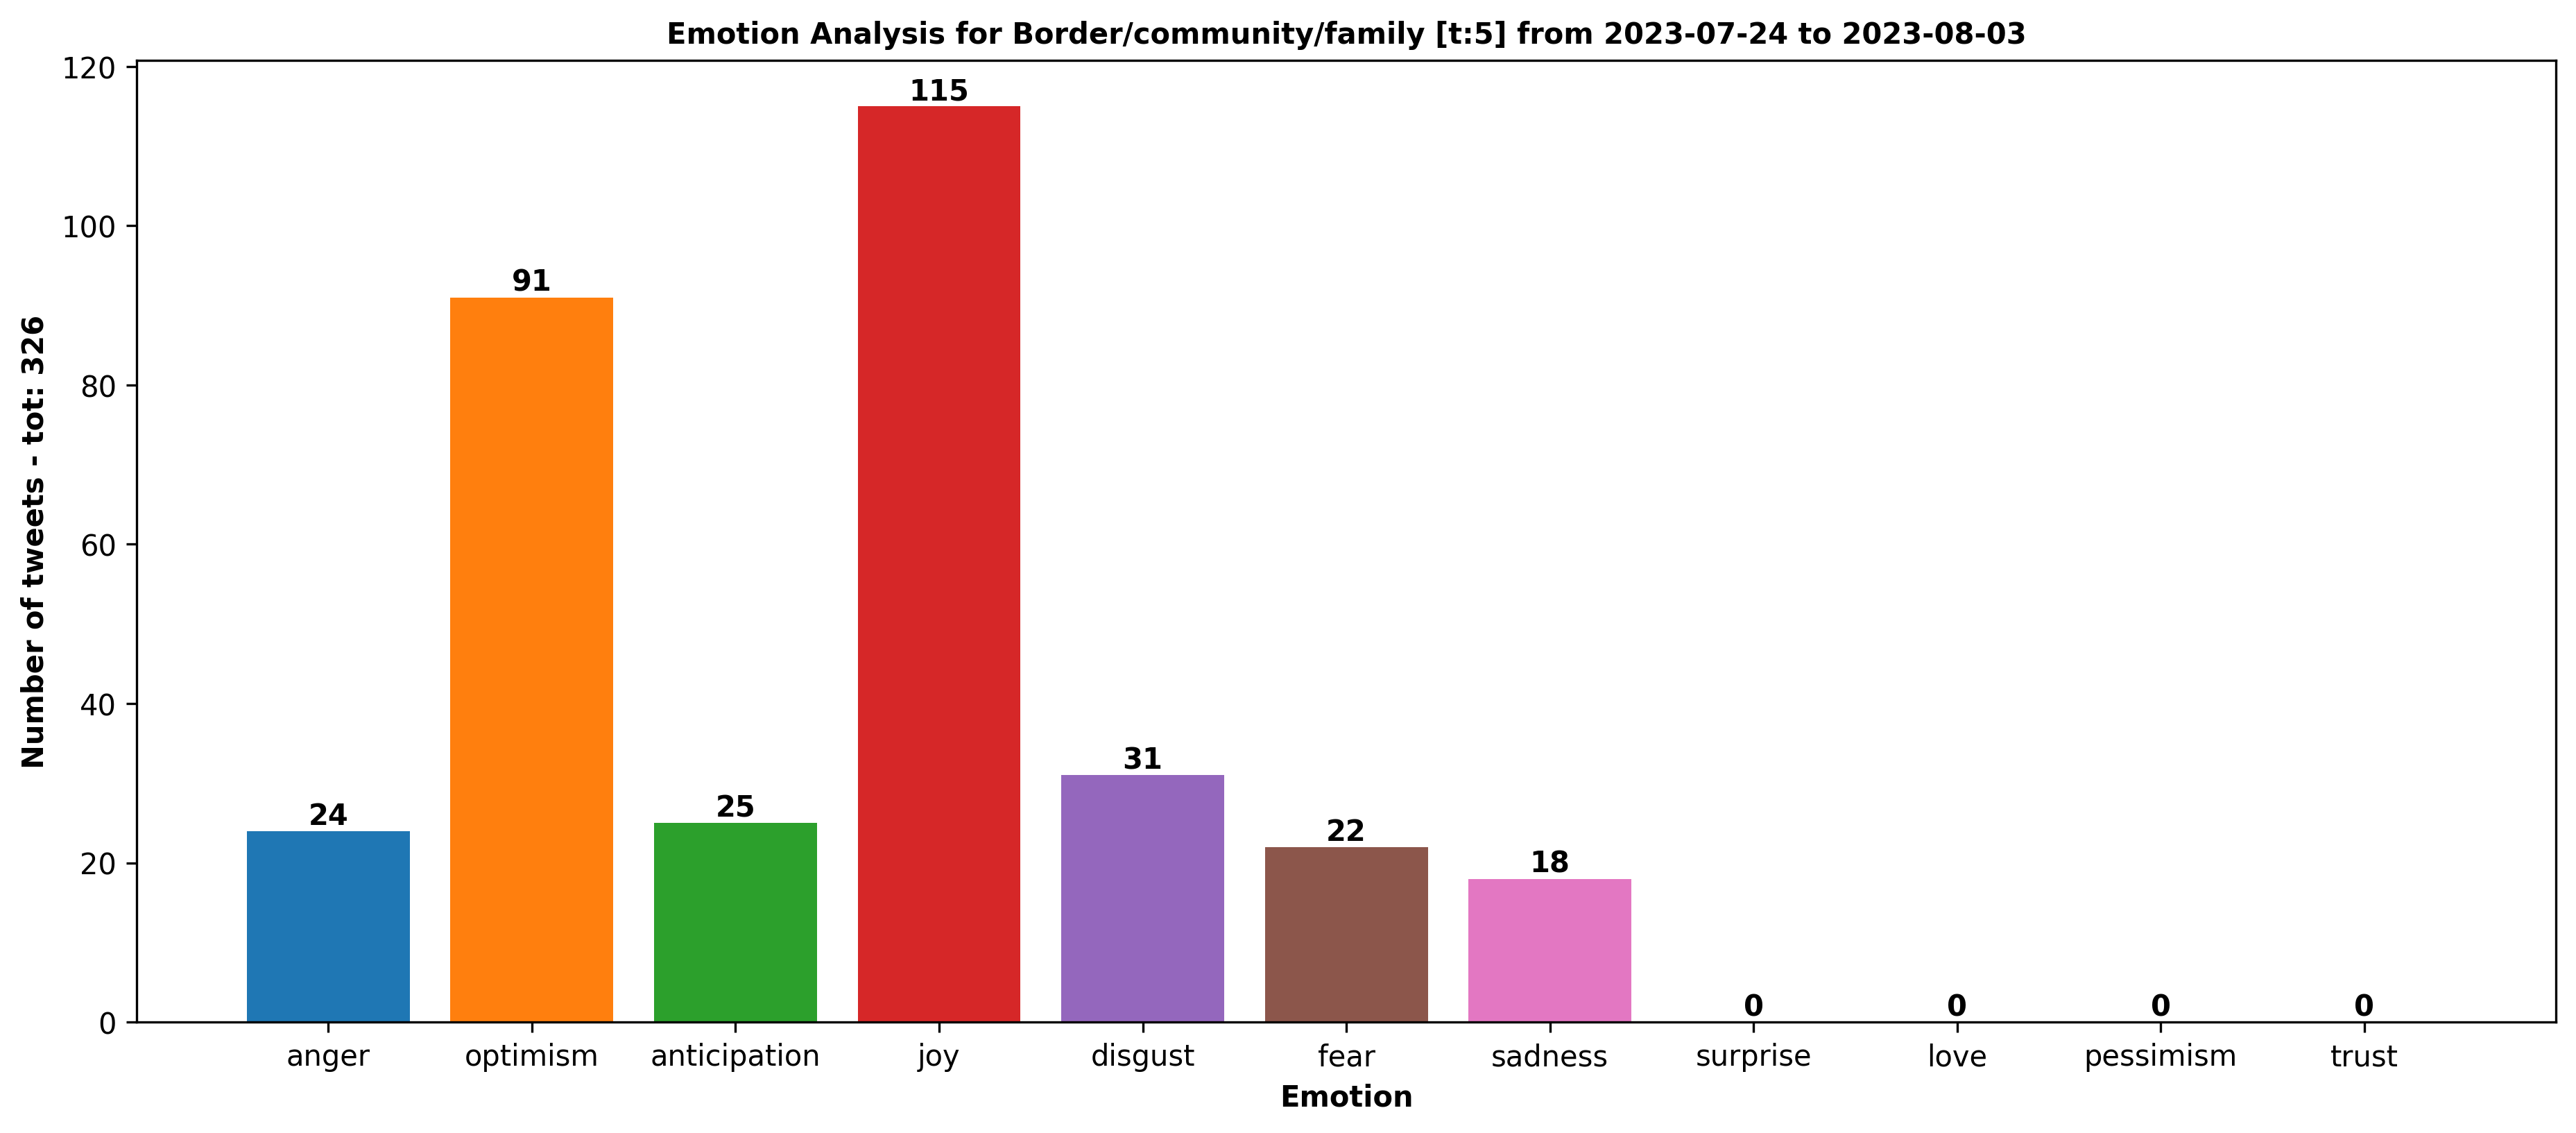 Emotion Analysis for Border/community/family [t:5] from 2023-07-24 to 2023-08-03
Number of tweets - tot: 326
120
100
80
60
40
20
0
24
91
25
115
31
22
18
0
0
0
0
anger
optimism
anticipation
joy
disgust
fear
sadness
surprise
love
pessimism
trust
Emotion